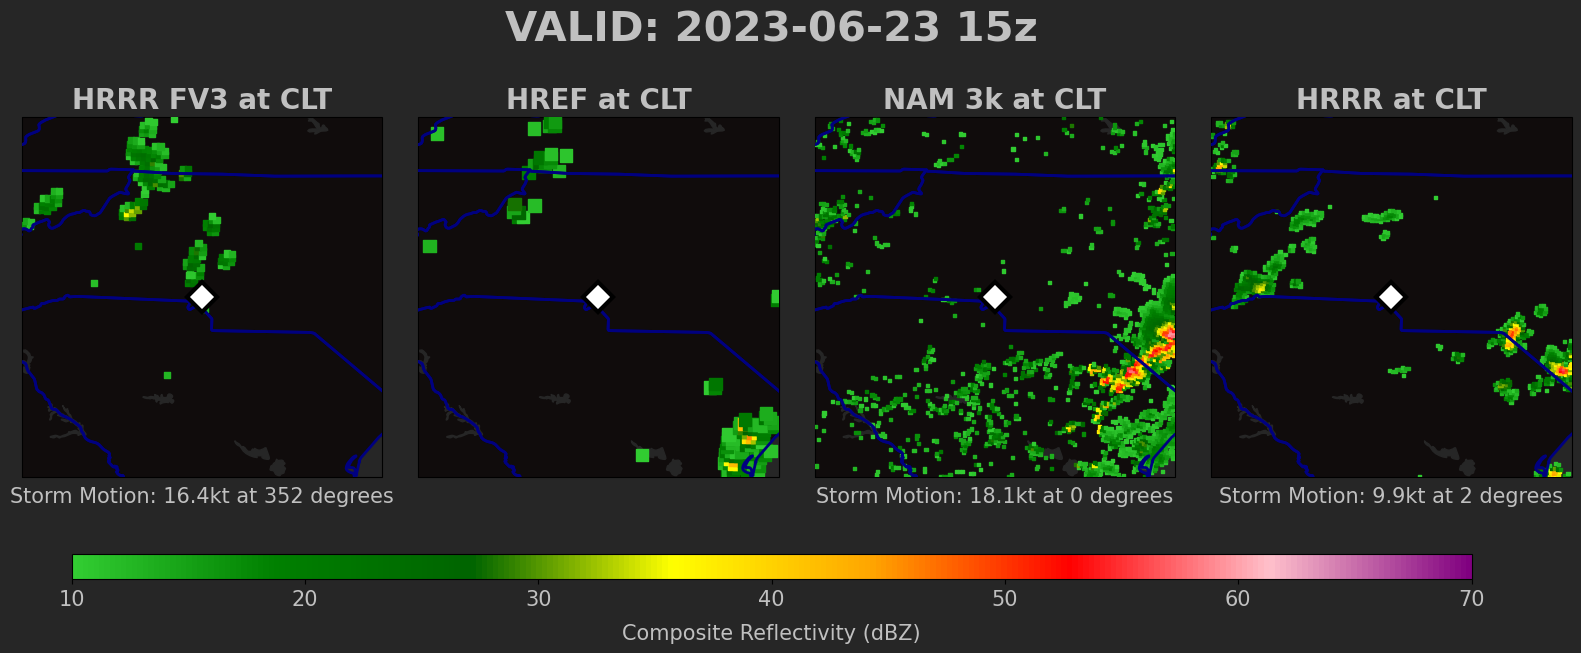 VALID: 2023-06-23 15z
HRRR FV3 at CLT
HREF at CLT
NAM 3k at CLT
HRRR at CLT
Storm Motion: 16.4kt at 352 degrees
Storm Motion: 18.1kt at 0 degrees
Storm Motion: 9.9kt at 2 degrees
10 20 30 40 50 60 70
Composite Reflectivity (dBZ)